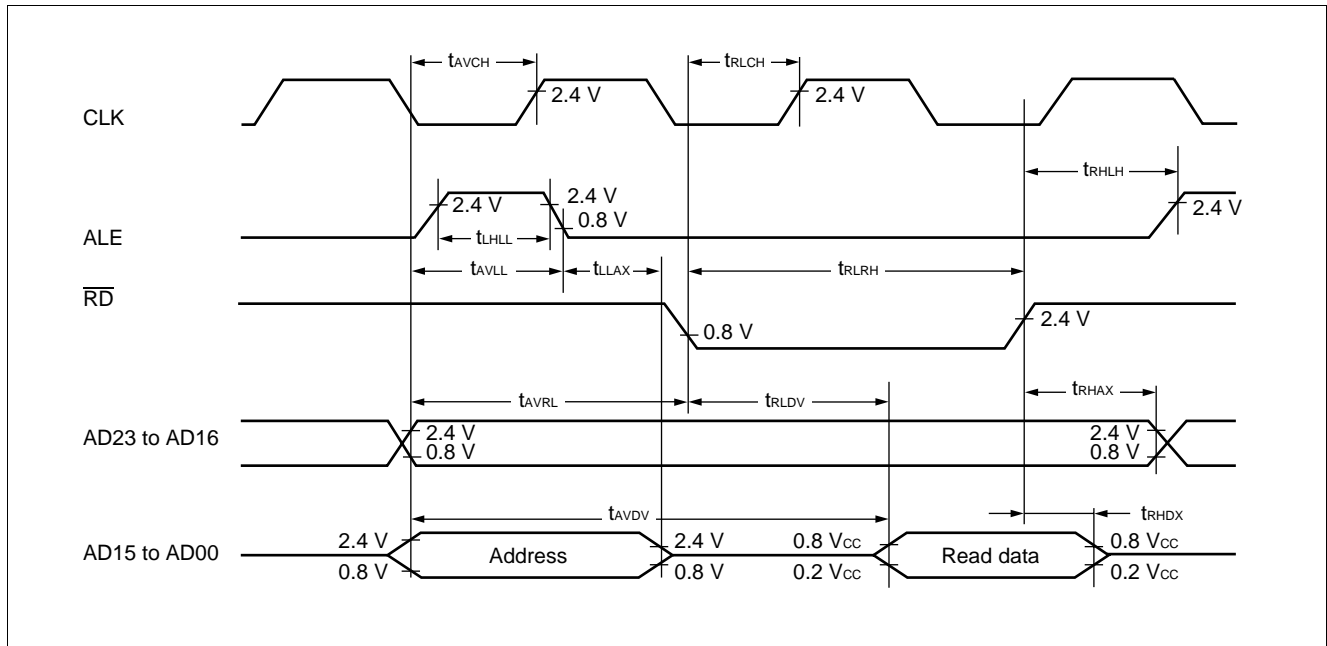 tAVCH
tRLCH
CLK
2.4 V
2.4 V
tRHLH
2.4 V
2.4 V
0.8 V
2.4 V
ALE
tLHLL
tAVLL
tLLAX
tRLRH
RD
0.8 V
2.4 V
tAVRL
tRLDV
tRHAX
AD23 to AD16
2.4 V
0.8 V
2.4 V
0.8 V
tAVDV
tRHDX
AD15 to AD00
2.4 V
0.8 V
Address
2.4 V
0.8 V
0.8 VCC
0.2 VCC
Read data
0.8 VCC
0.2 VCC